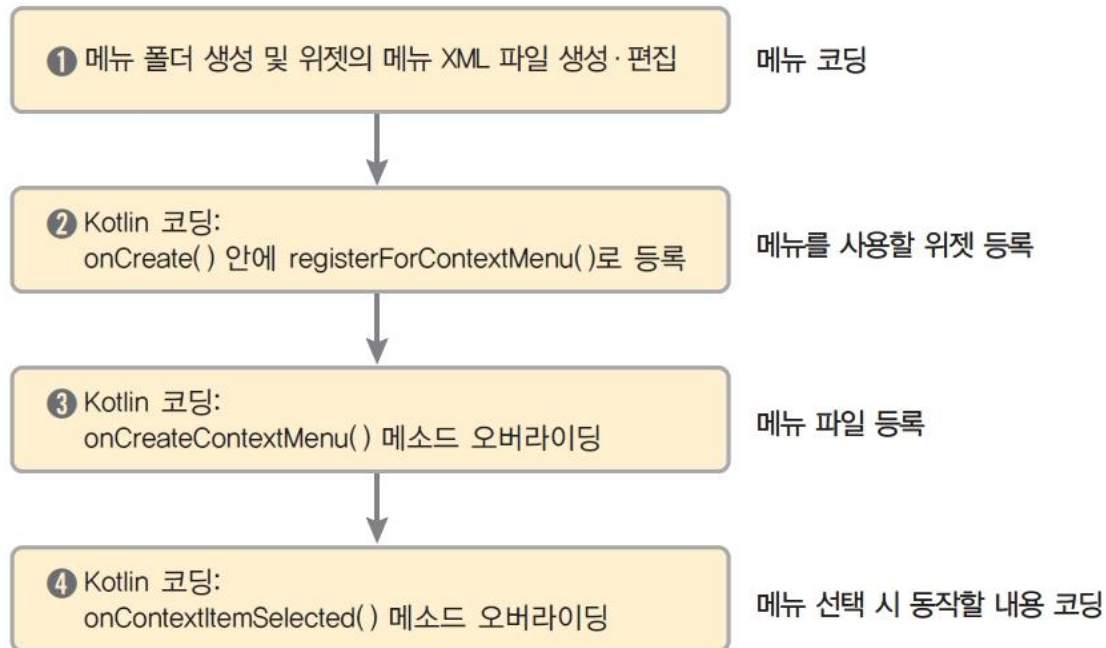 ❶ 메뉴 폴더 생성 및 위젯의 메뉴 XML 파일 생성·편집
메뉴 코딩
❷ Kotlin 코딩:
onCreate( ) 안에 registerForContextMenu( )로 등록
메뉴를 사용할 위젯 등록
❸ Kotlin 코딩:
onCreateContextMenu( ) 메소드 오버라이딩
메뉴 파일 등록
❹ Kotlin 코딩:
onContextItemSelected( ) 메소드 오버라이딩
메뉴 선택 시 동작할 내용 코딩